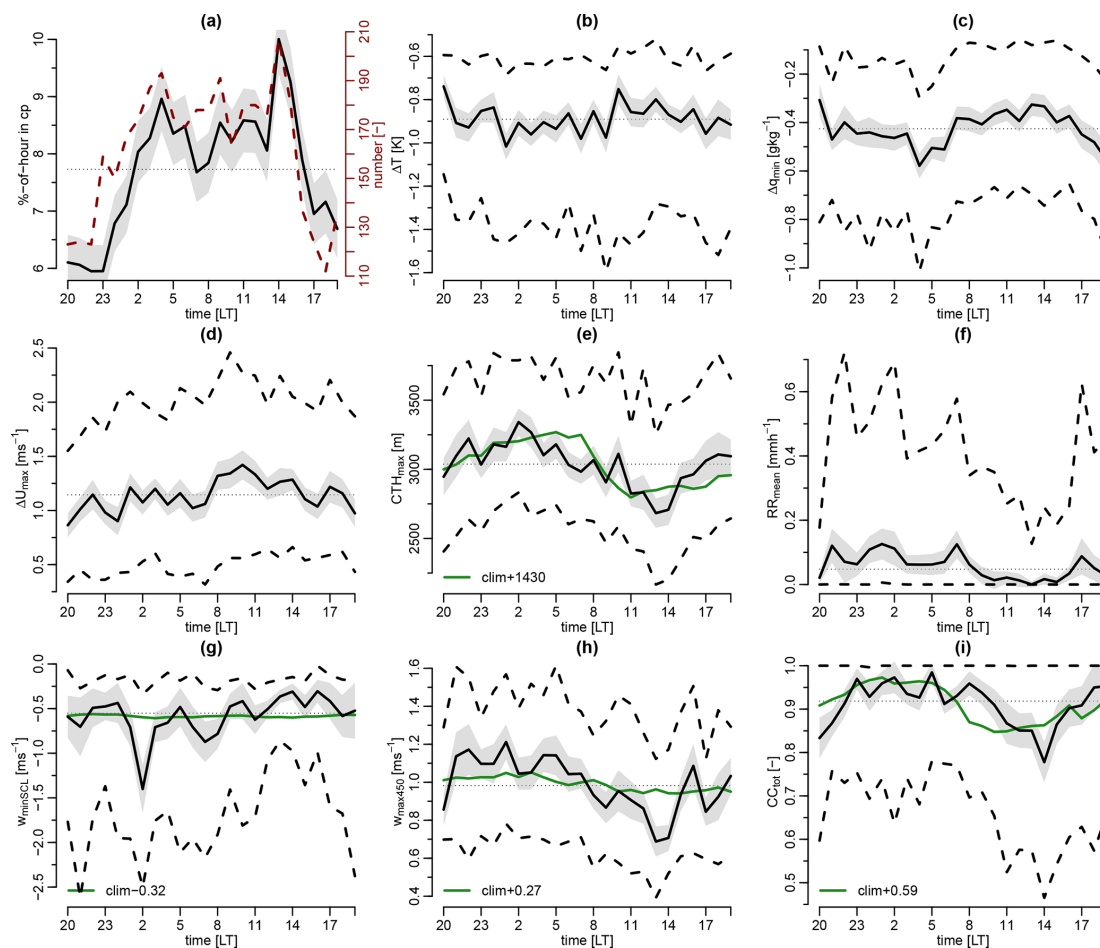 (a)
(b)
(c)
%-of-hour in cp
6 7 8 9 10
number [-]
110 130 150 170 190 210
20 23 2 5 8 11 14 17
time [LT]
ΔT [K]
−1.6 −1.4 −1.2 −1.0 −0.8 −0.6
20 23 2 5 8 11 14 17
time [LT]
Δqmin [gkg−1]
−1.0 −0.8 −0.6 −0.4 −0.2
20 23 2 5 8 11 14 17
time [LT]
(d)
(e)
(f)
ΔUmax [ms−1]
0.5 1.0 1.5 2.0 2.5
20 23 2 5 8 11 14 17
time [LT]
CTHmax [m]
2500 3000 3500
clim+1430
20 23 2 5 8 11 14 17
time [LT]
RRmean [mmh−1]
0.0 0.2 0.4 0.6
20 23 2 5 8 11 14 17
time [LT]
(g)
(h)
(i)
wminSCL [ms−1]
−2.5 −2.0 −1.5 −1.0 −0.5 0.0
clim−0.32
20 23 2 5 8 11 14 17
time [LT]
wmax450 [ms−1]
0.4 0.6 0.8 1.0 1.2 1.4 1.6
clim+0.27
20 23 2 5 8 11 14 17
time [LT]
CCtot [−]
0.5 0.6 0.7 0.8 0.9 1.0
clim+0.59
20 23 2 5 8 11 14 17
time [LT]